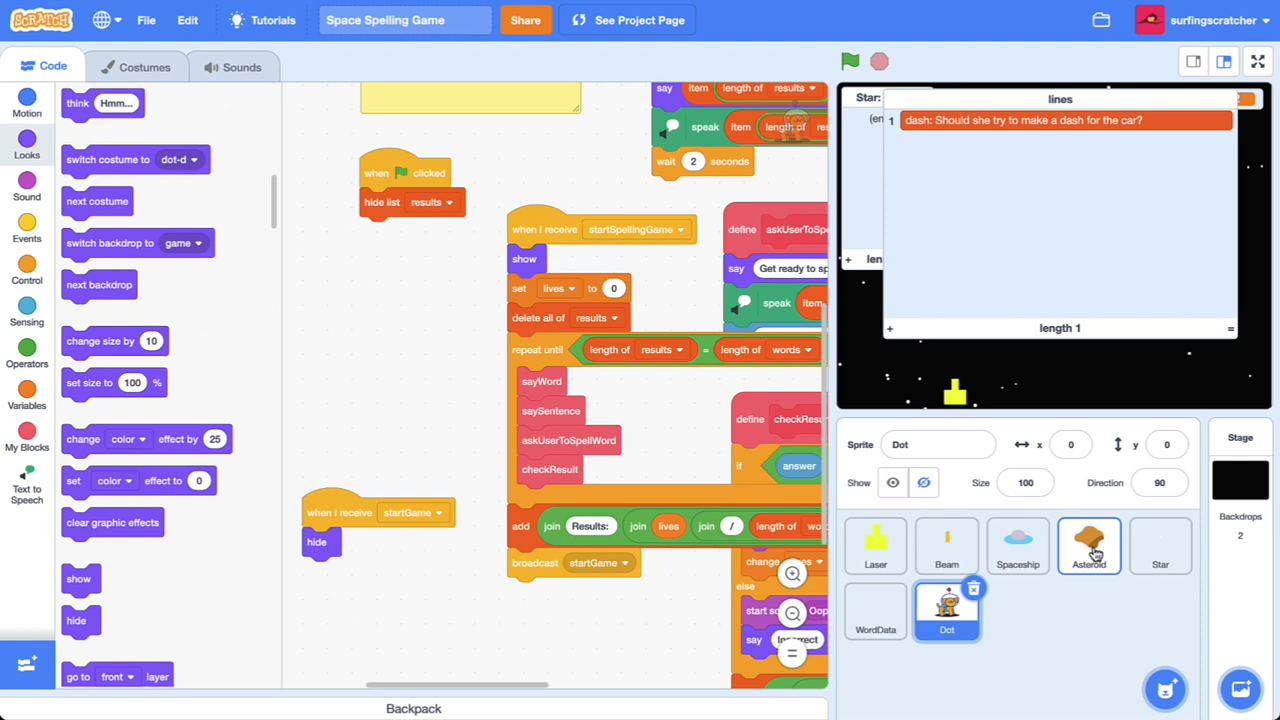 SCRATCH File Edit Tutorials Space Spelling Game Share See Project Page surfingscratcher
Code Costumes Sounds
Motion
Looks
Sound
Events
Control
Sensing
Operators
Variables
My Blocks
Text to
Speech
think Hmm...
switch costume to dot-d
next costume
switch backdrop to game
next backdrop
change size by 10
set size to 100 %
change color effect by 25
set color effect to 0
clear graphic effects
show
hide
go to front layer
when clicked
hide list results
say item length of results
speak item length of
wait 2 seconds
when I receive startSpellingGame
show
set lives to 0
delete all of results
repeat until length of results = length of words
sayWord
saySentence
askUserToSpellWord
checkResult
add join Results: join lives join / length of
broadcast startGame
when I receive startGame
hide
define
say Get ready to
speak item
define
if answer
change
else
start
say Incorrect
Backpack
Star:
lines
1 dash: Should she try to make a dash for the car?
+ length 1 =
+
Sprite Dot x 0 y 0
Show Size 100 Direction 90
Laser Beam Spaceship Asteroid Star
WordData Dot
Stage
Backdrops
2